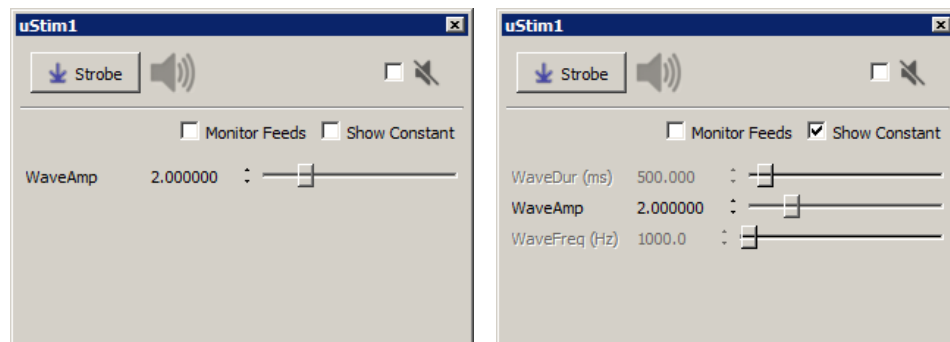 uStim1
Strobe
Monitor Feeds Show Constant
WaveAmp 2.000000
uStim1
Strobe
Monitor Feeds Show Constant
WaveDur (ms) 500.000
WaveAmp 2.000000
WaveFreq (Hz) 1000.0